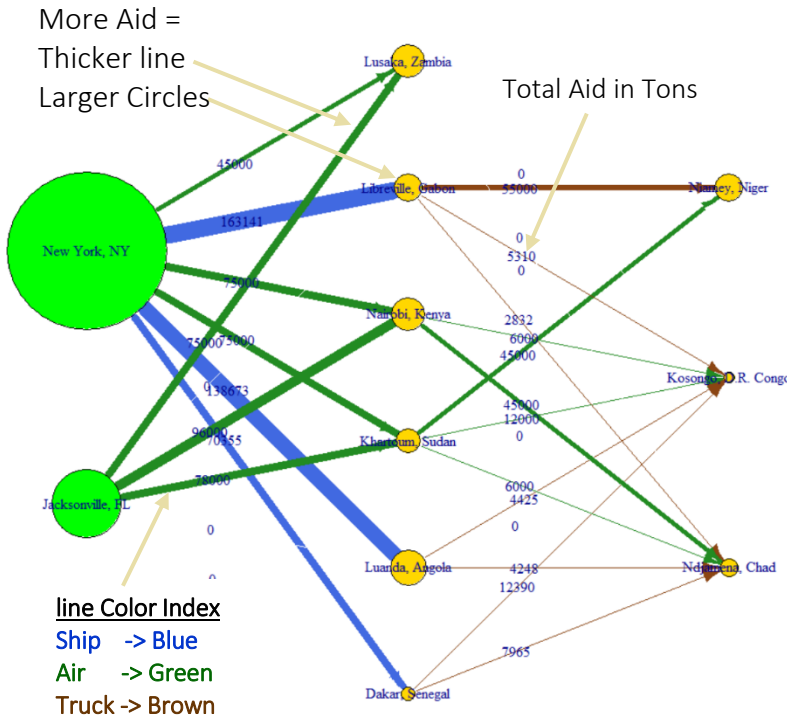 More Aid =
Thicker line
Larger Circles
Total Aid in Tons
Lusaka, Zambia
45000
0
Libreville, Gabon
55000
Niamey, Niger
163141
New York, NY
0
5310
0
75000
Nairobi, Kenya
2832
6000
75000
75000
45000
Kosongo, D.R. Congo
0
138673
45000
12000
96000
70355
0
Khartoum, Sudan
78000
6000
4425
Jacksonville, FL
0
0
Luanda, Angola
4248
Ndjamena, Chad
12390
line Color Index
Ship -> Blue
Air -> Green
Truck -> Brown
7965
Dakar, Senegal